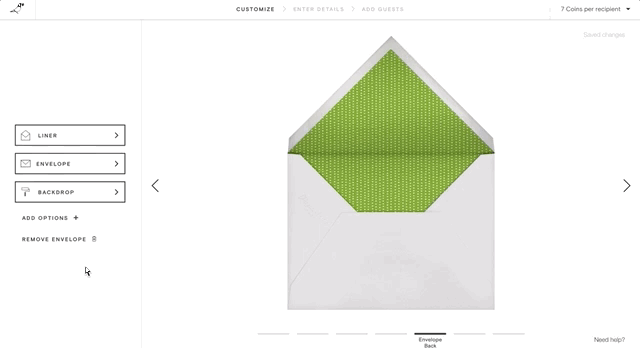 CUSTOMIZE
ENTER DETAILS
ADD GUESTS
7 Coins per recipient
Saved changes
LINER
ENVELOPE
BACKDROP
ADD OPTIONS +
REMOVE ENVELOPE
Envelope
Back
Need help?